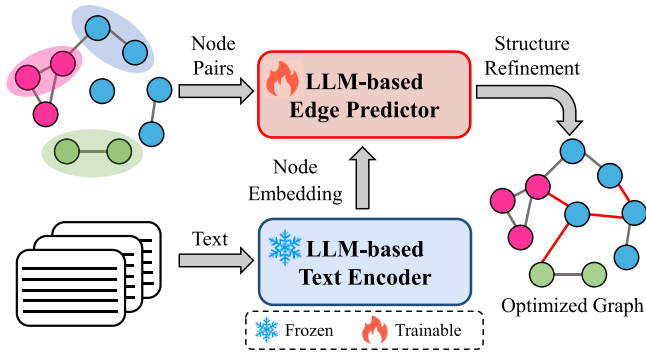 Node
Pairs
LLM-based
Edge Predictor
Structure
Refinement
Node
Embedding
Text
LLM-based
Text Encoder
Optimized Graph
Frozen
Trainable